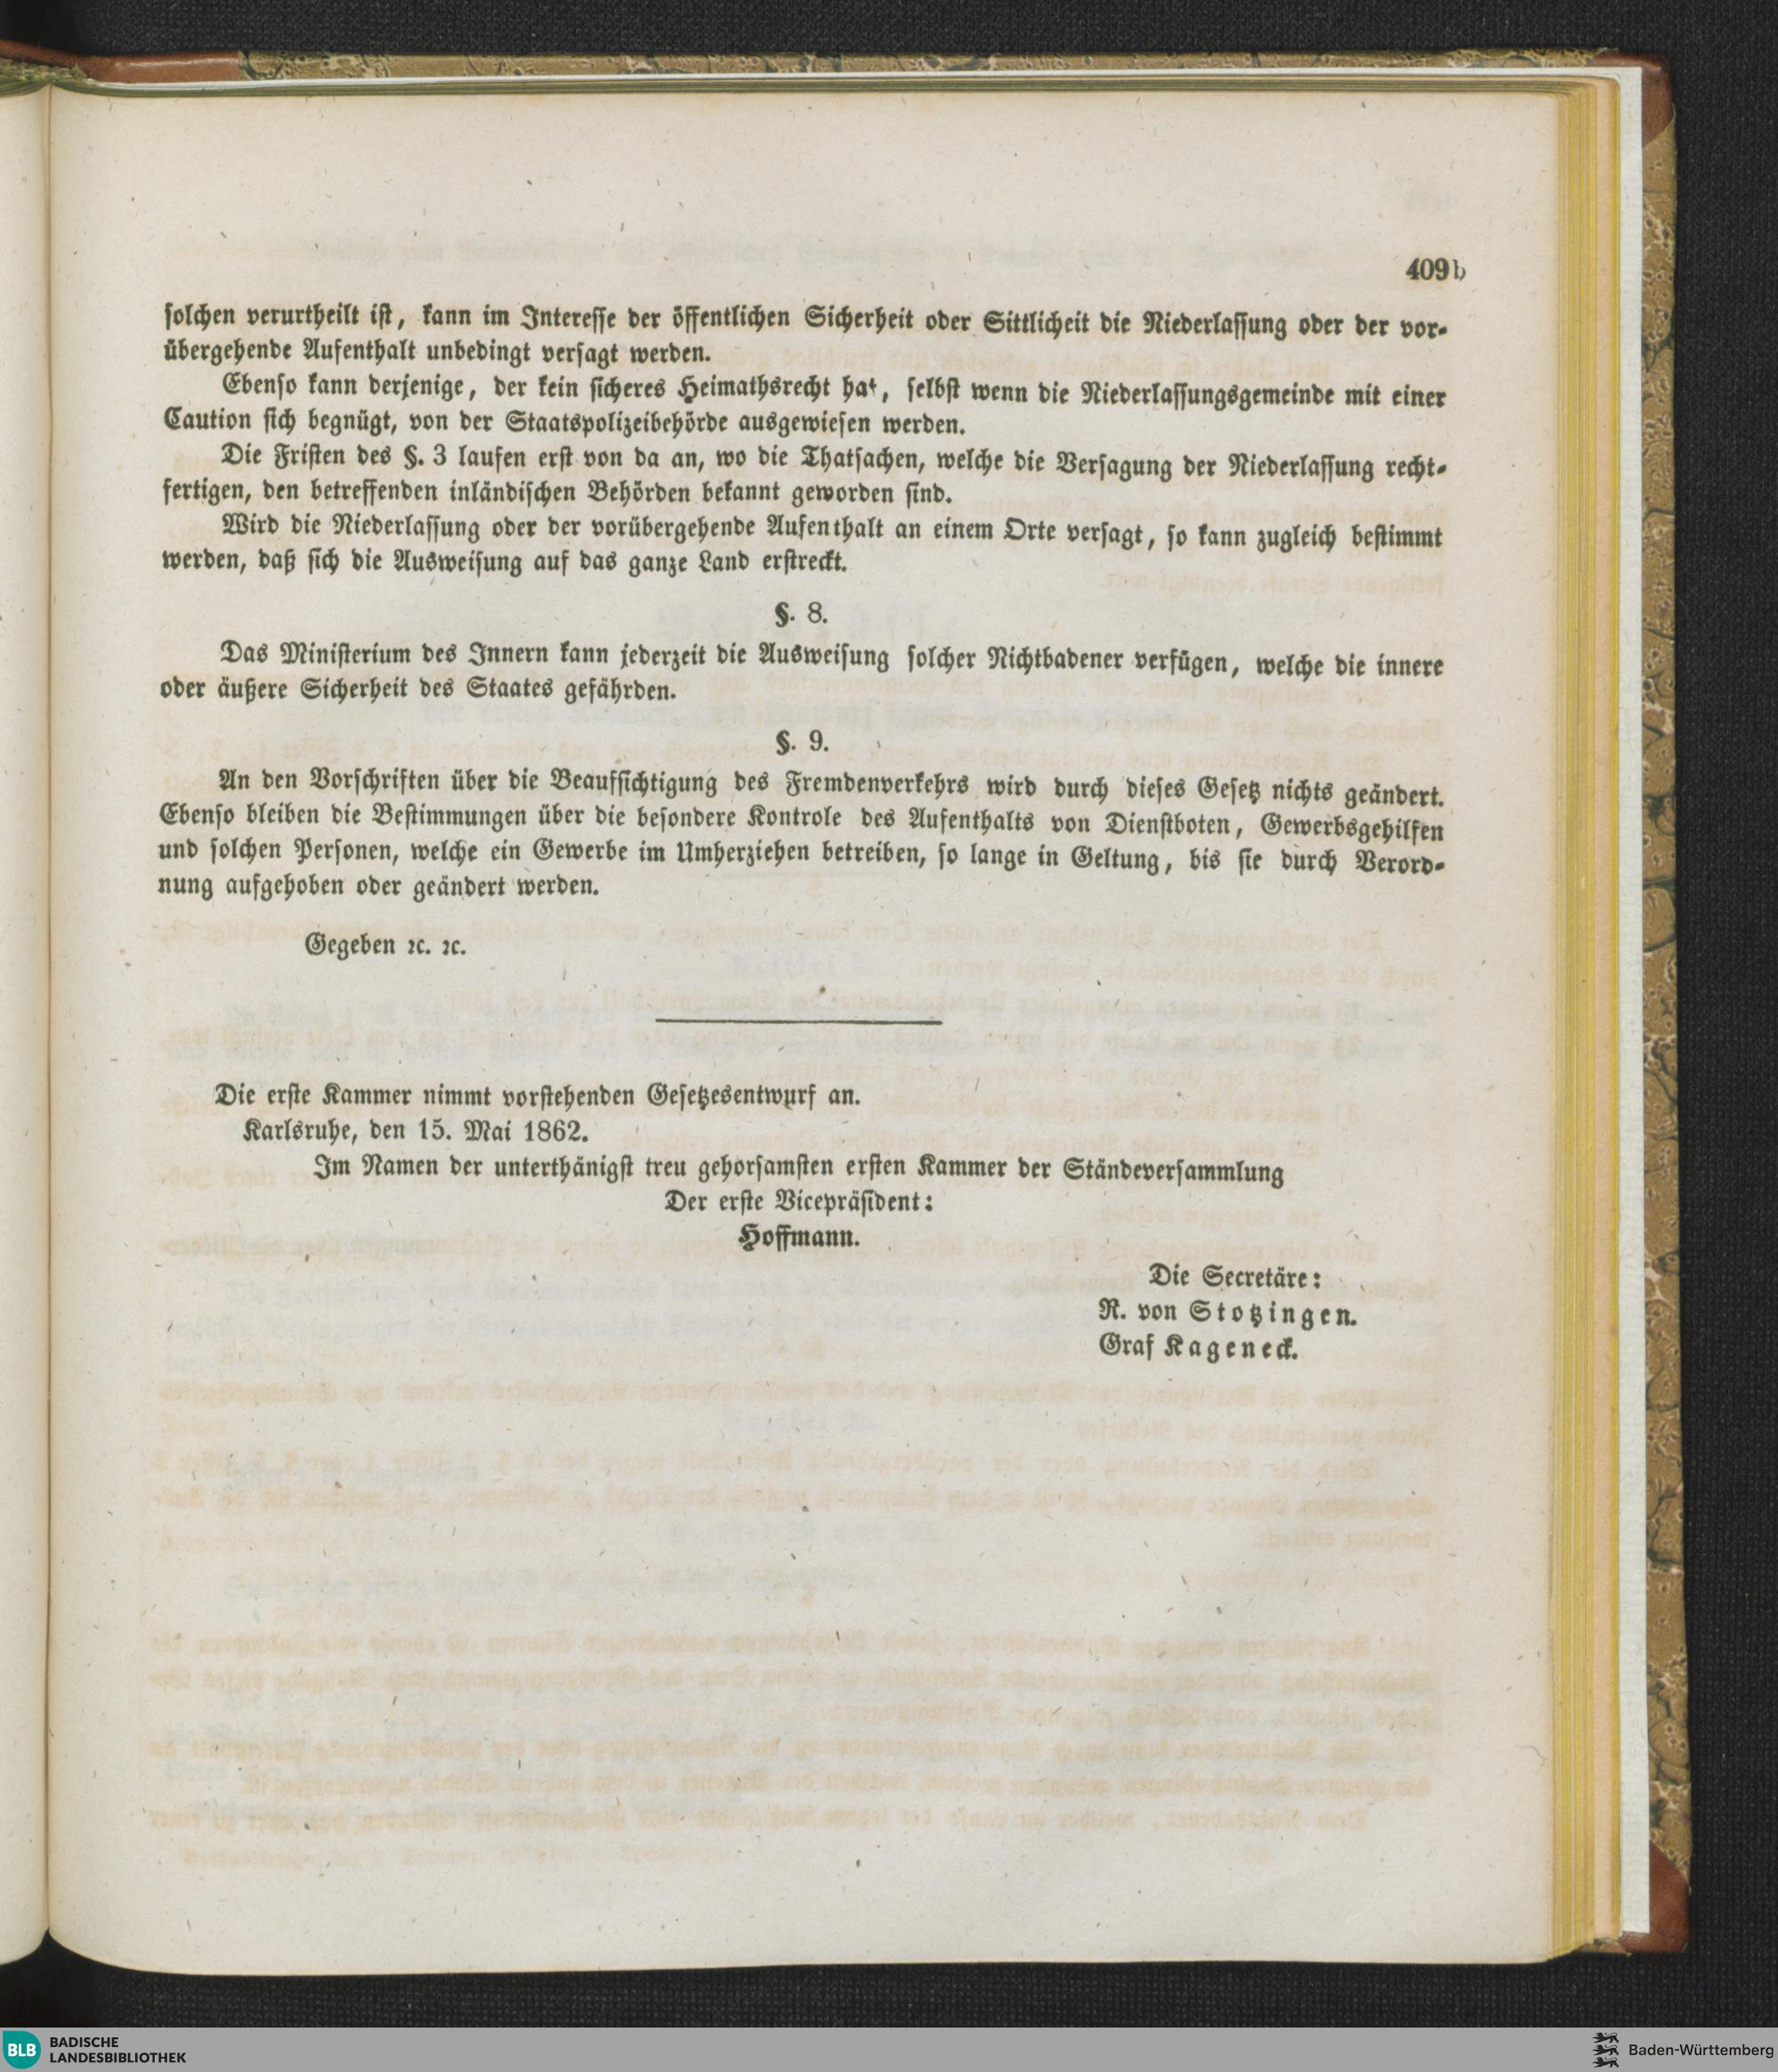 409b
solchen verurtheilt ist, kann im Interesse der öffentlichen Sicherheit oder Sittlichkeit die Niederlassung oder der vor-
übergehende Aufenthalt unbedingt versagt werden.
Ebenso kann derjenige, der kein sicheres Heimathsrecht hat, selbst wenn die Niederlassungsgemeinde mit einer
Caution sich begnügt, von der Staatspolizeibehörde ausgewiesen werden.
Die Fristen des §. 3 laufen erst von da an, wo die Thatsachen, welche die Versagung der Niederlassung recht-
fertigen, den betreffenden inländischen Behörden bekannt geworden sind.
Wird die Niederlassung oder der vorübergehende Aufenthalt an einem Orte versagt, so kann zugleich bestimmt
werden, daß sich die Ausweisung auf das ganze Land erstreckt.
§. 8.
Das Ministerium des Innern kann jederzeit die Ausweisung solcher Nichtbadener verfügen, welche die innere
oder äußere Sicherheit des Staates gefährden.
§. 9.
An den Vorschriften über die Beaufsichtigung des Fremdenverkehrs wird durch dieses Gesetz nichts geändert.
Ebenso bleiben die Bestimmungen über die besondere Kontrole des Aufenthalts von Dienstboten, Gewerbsgehilfen
und solchen Personen, welche ein Gewerbe im Umherziehen betreiben, so lange in Geltung, bis sie durch Verord-
nung aufgehoben oder geändert werden.
Gegeben ꝛc. ꝛc.
Die erste Kammer nimmt vorstehenden Gesetzesentwurf an.
Karlsruhe, den 15. Mai 1862.
Im Namen der unterthänigst treu gehorsamsten ersten Kammer der Ständeversammlung
Der erste Vicepräsident:
Hoffmann.
Die Secretäre:
R. von Stotzingen.
Graf Kageneck.
BLB BADISCHE
LANDESBIBLIOTHEK
Baden-Württemberg